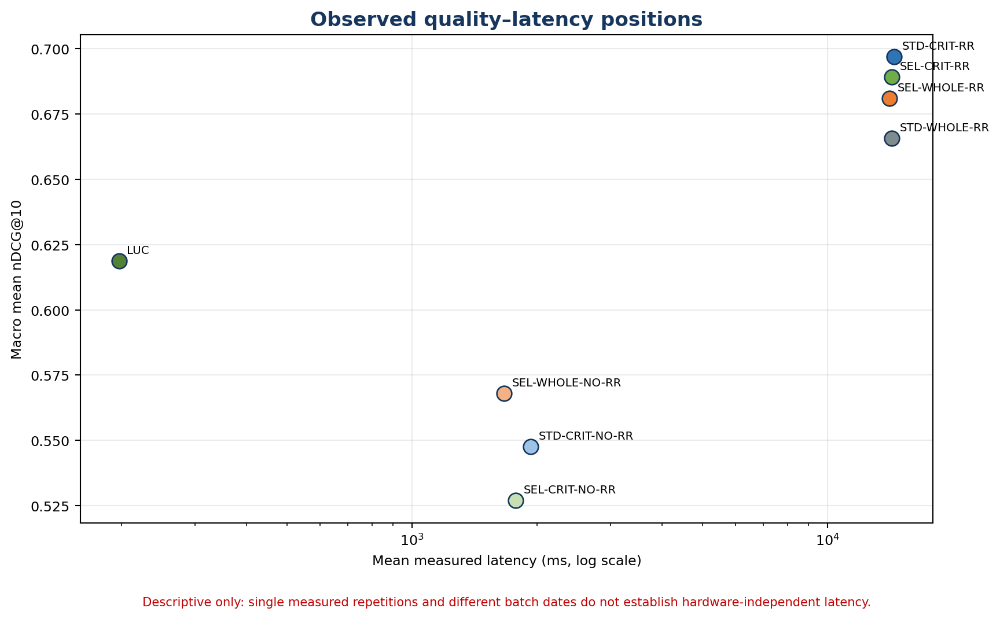 Observed quality–latency positions
0.700
0.675
0.650
0.625
0.600
0.575
0.550
0.525
Macro mean nDCG@10
STD-CRIT-RR
SEL-CRIT-RR
SEL-WHOLE-RR
STD-WHOLE-RR
LUC
SEL-WHOLE-NO-RR
STD-CRIT-NO-RR
SEL-CRIT-NO-RR
10³ 10⁴
Mean measured latency (ms, log scale)
Descriptive only: single measured repetitions and different batch dates do not establish hardware-independent latency.